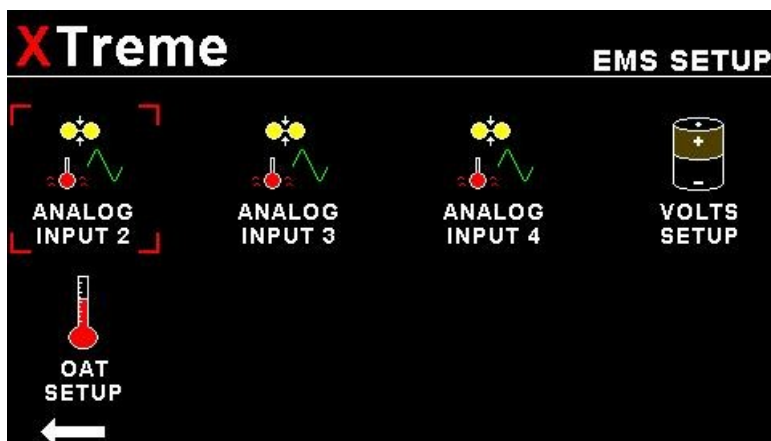 XTreme
EMS SETUP
ANALOG
INPUT 2
ANALOG
INPUT 3
ANALOG
INPUT 4
VOLTS
SETUP
OAT
SETUP